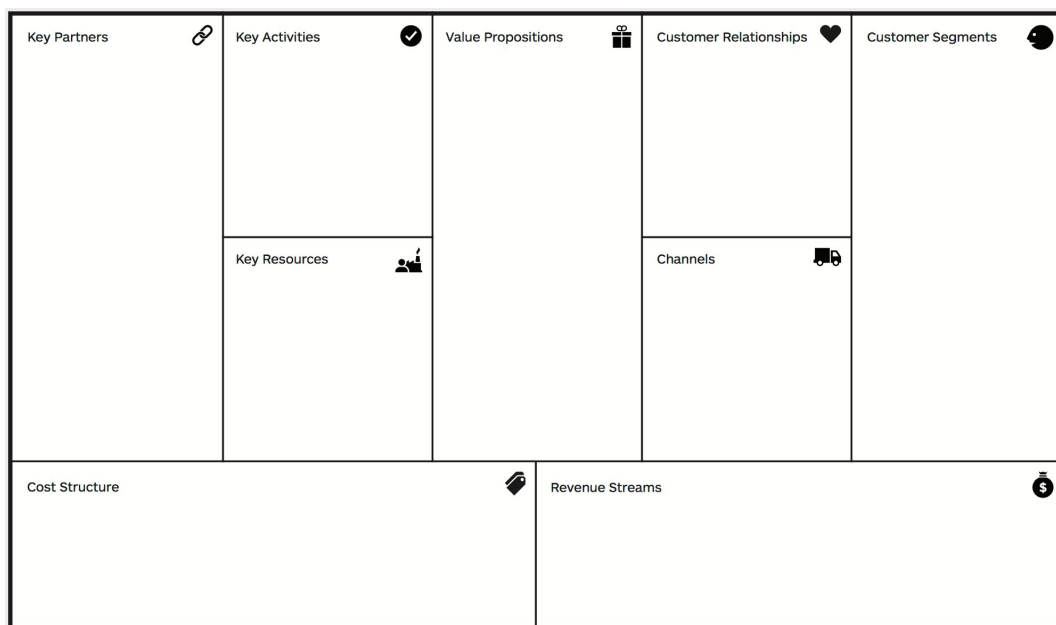 Key Partners
Key Activities
Value Propositions
Customer Relationships
Customer Segments
Key Resources
Channels
Cost Structure
Revenue Streams
$